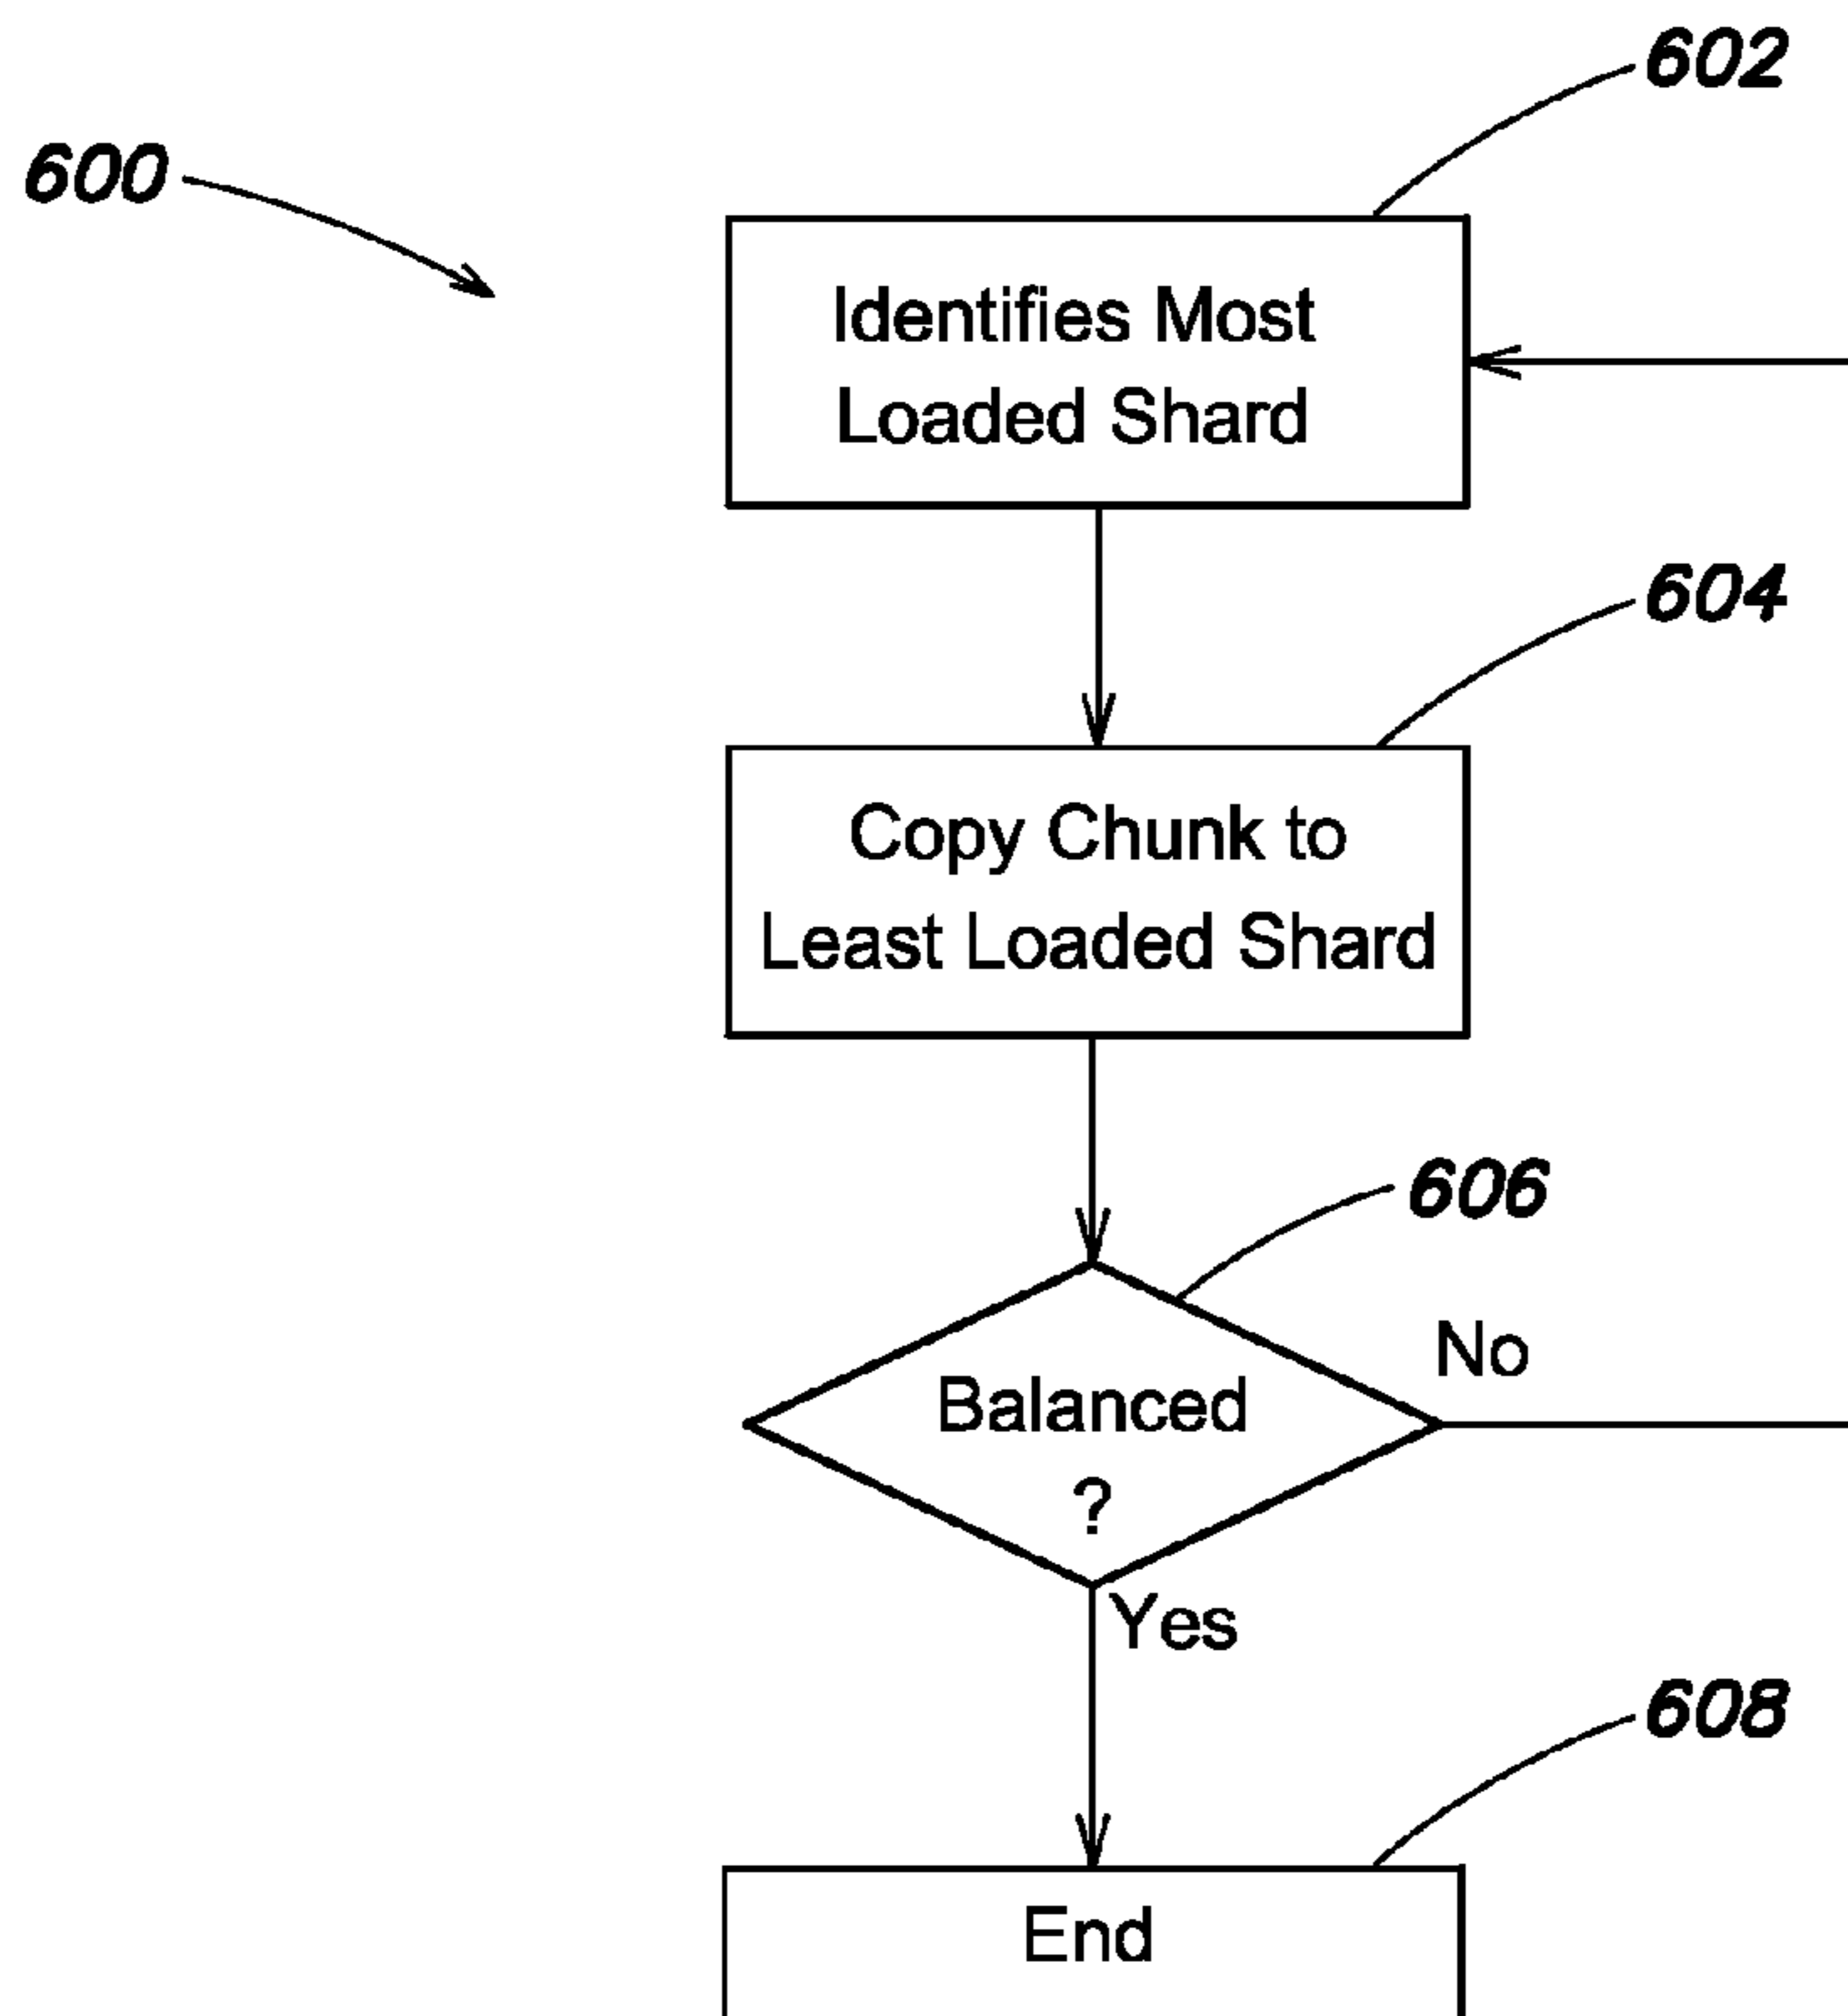 602
600
Identifies Most
Loaded Shard
604
Copy Chunk to
Least Loaded Shard
606
No
Balanced
?
Yes
608
End